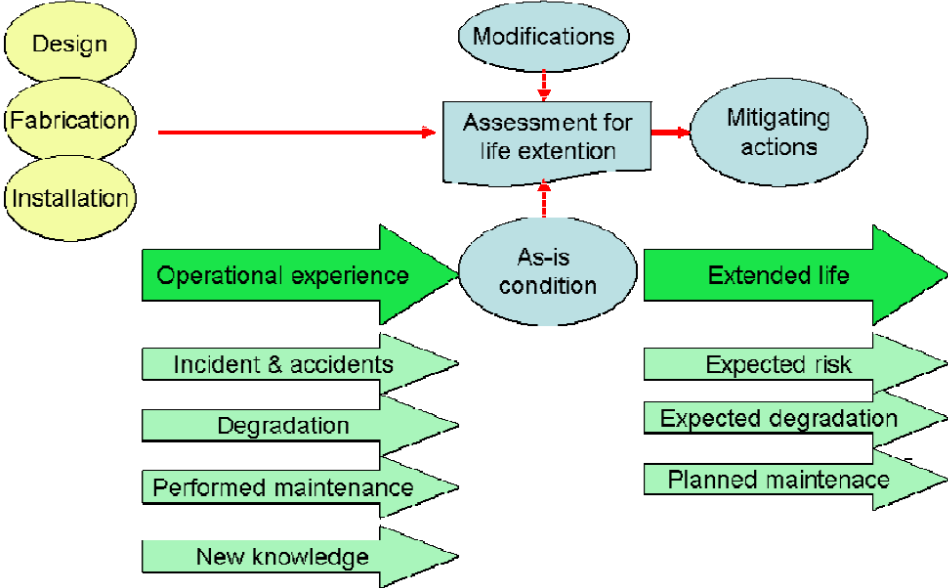 Design
Fabrication
Installation
Modifications
Assessment for
life extention
Mitigating
actions
Operational experience
As-is
condition
Extended life
Incident & accidents
Degradation
Performed maintenance
New knowledge
Expected risk
Expected degradation
Planned maintenace